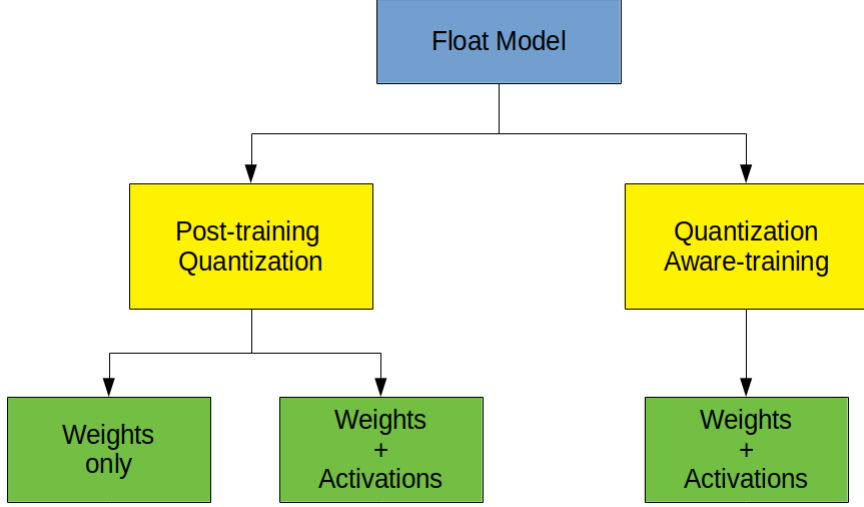 Float Model
Post-training
Quantization
Quantization
Aware-training
Weights
only
Weights
+
Activations
Weights
+
Activations